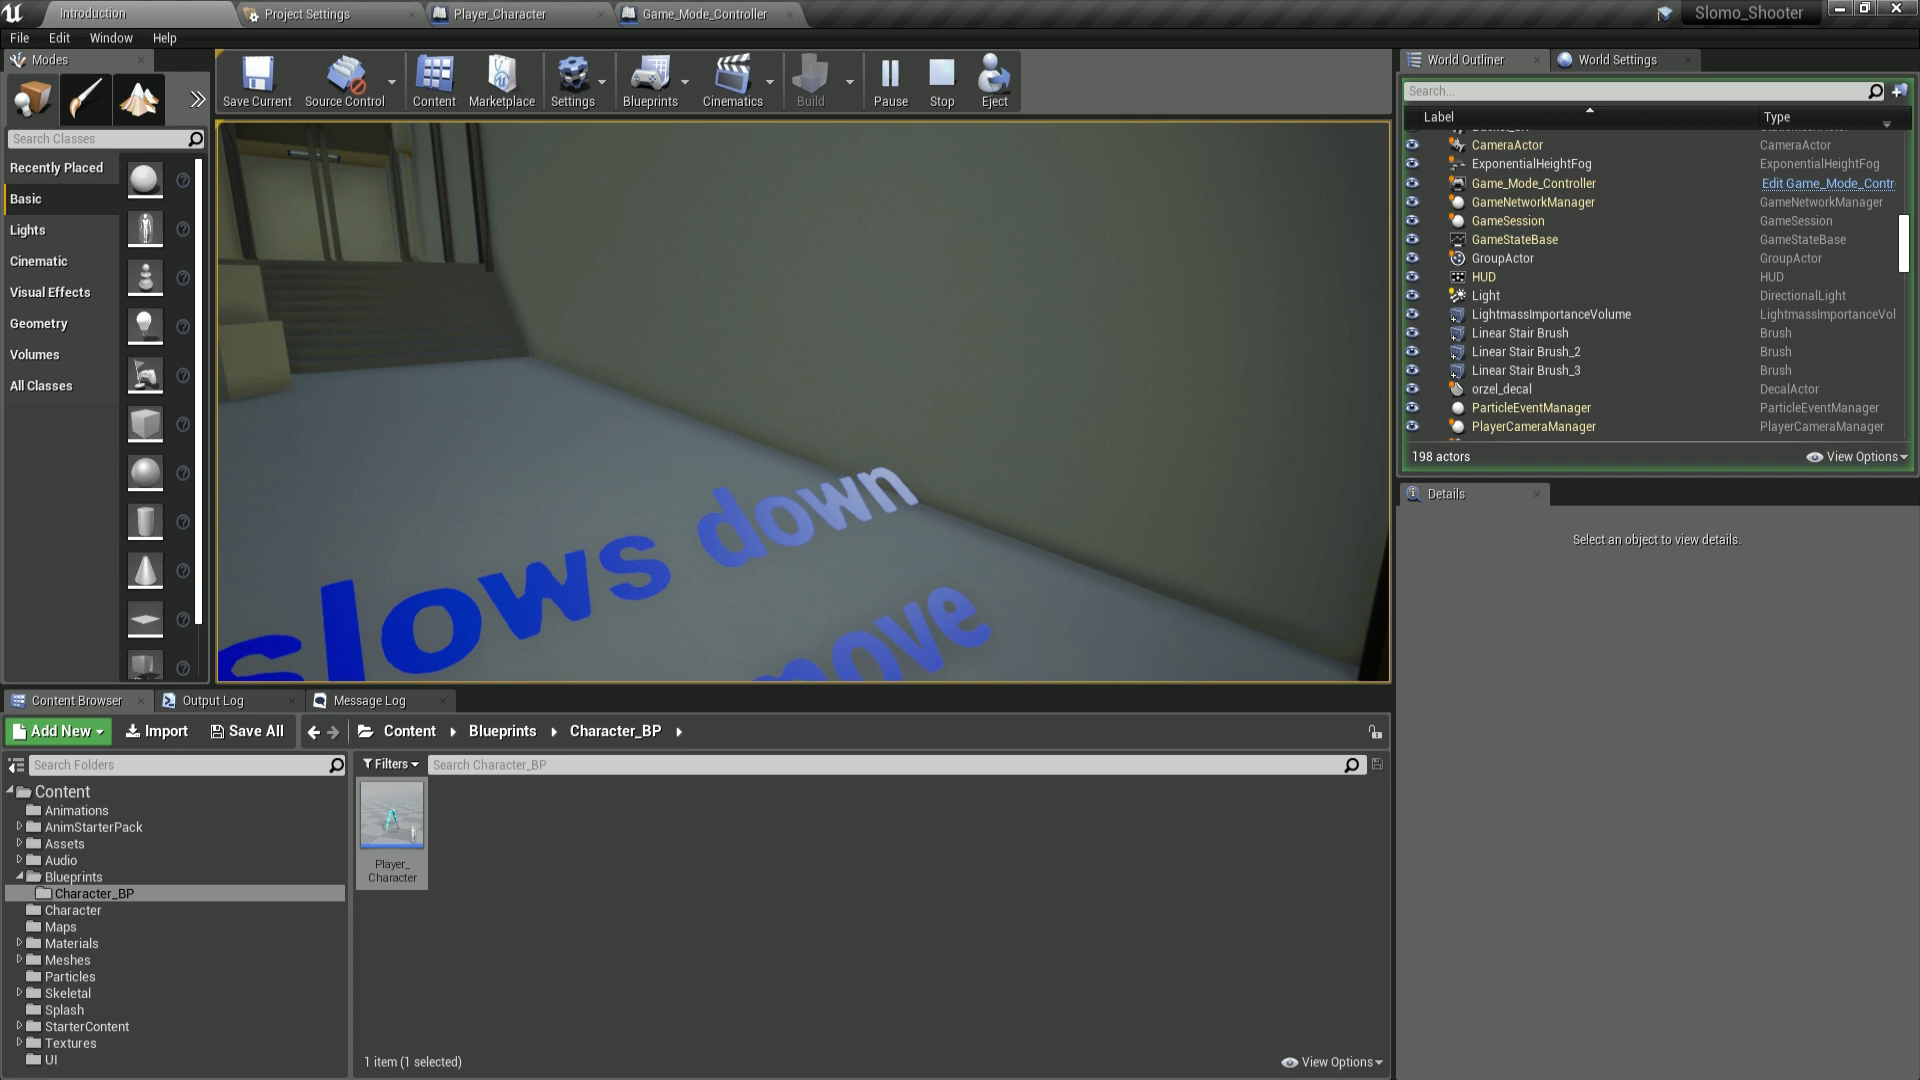 Introduction
Project Settings
Player_Character
Game_Mode_Controller
Slomo_Shooter
File
Edit
Window
Help
Modes
Search Classes
Recently Placed
Basic
Lights
Cinematic
Visual Effects
Geometry
Volumes
All Classes
Save Current
Source Control
Content
Marketplace
Settings
Blueprints
Cinematics
Build
Pause
Stop
Eject
slows down
move
World Outliner
World Settings
Search...
Label
Type
CameraActor
CameraActor
ExponentialHeightFog
ExponentialHeightFog
Game_Mode_Controller
Edit Game_Mode_Contr
GameNetworkManager
GameNetworkManager
GameSession
GameSession
GameStateBase
GameStateBase
GroupActor
GroupActor
HUD
HUD
Light
DirectionalLight
LightmassImportanceVolume
LightmassImportanceVol
Linear Stair Brush
Brush
Linear Stair Brush_2
Brush
Linear Stair Brush_3
Brush
orzel_decal
DecalActor
ParticleEventManager
ParticleEventManager
PlayerCameraManager
PlayerCameraManager
198 actors
View Options
Details
Select an object to view details.
Content Browser
Output Log
Message Log
Add New
Import
Save All
Content
Blueprints
Character_BP
Search Folders
Filters
Search Character_BP
Content
Animations
AnimStarterPack
Assets
Audio
Blueprints
Character_BP
Character
Maps
Materials
Meshes
Particles
Skeletal
Splash
StarterContent
Textures
UI
Player_
Character
1 item (1 selected)
View Options